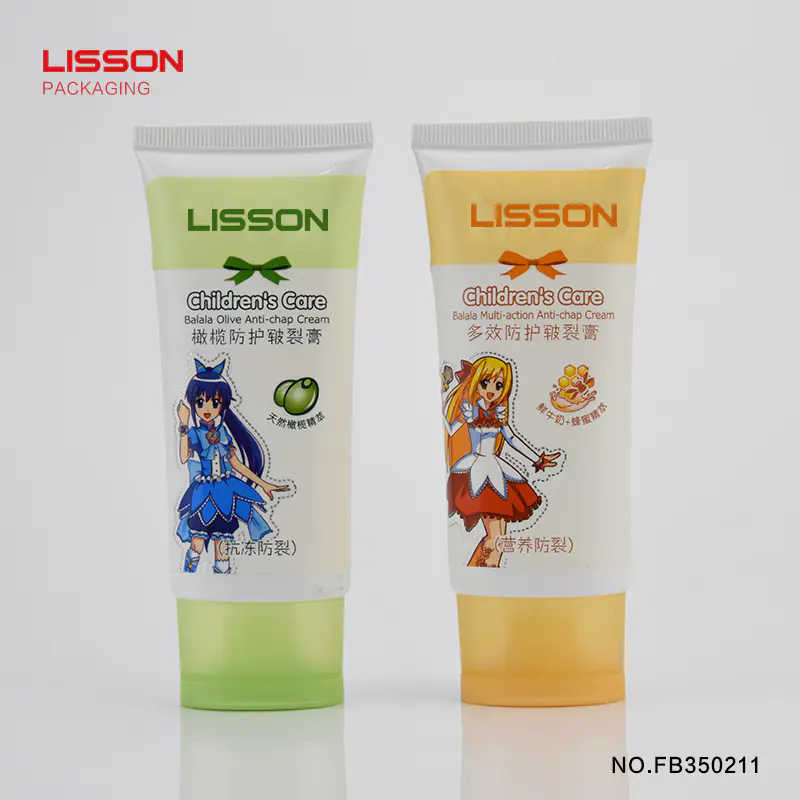 LISSON
PACKAGING
LISSON
Children's Care
Balala Olive Anti-chap Cream
橄榄防护皲裂膏
天然橄榄精萃
(抗冻防裂)
LISSON
Children's Care
Balala Multi-action Anti-chap Cream
多效防护皲裂膏
鲜牛奶+蜂蜜精萃
(营养防裂)
NO.FB350211